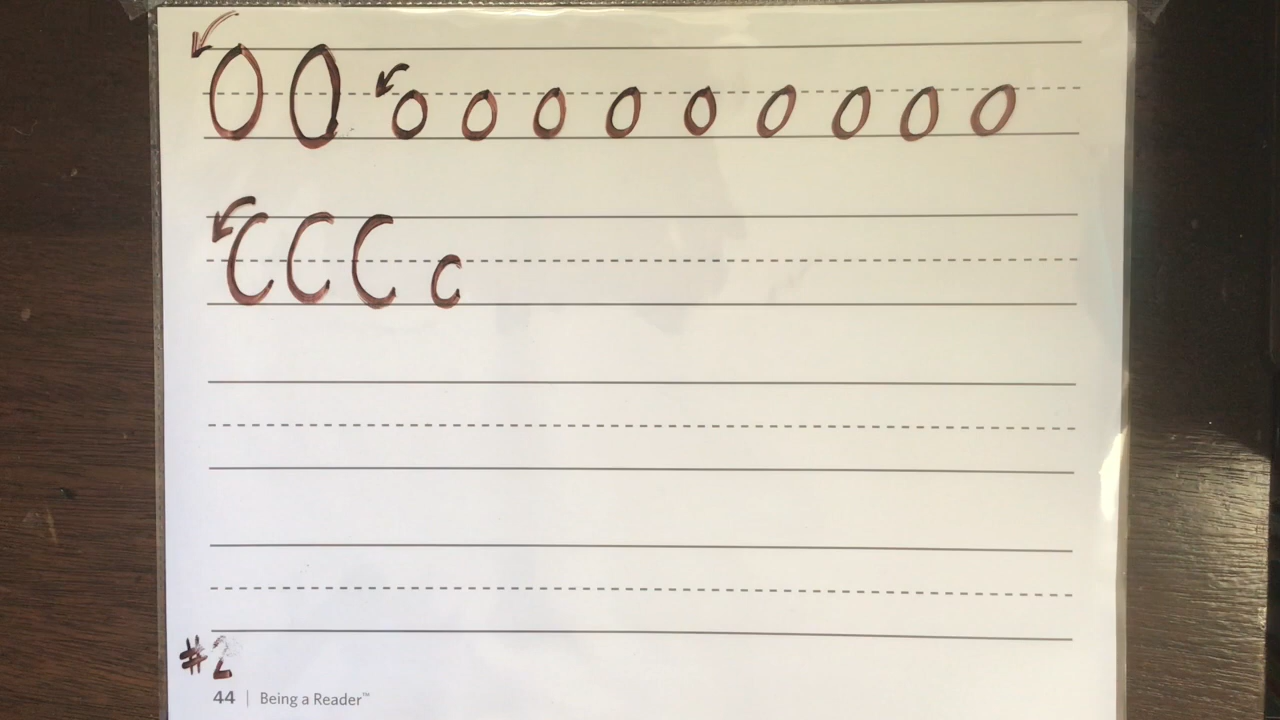 O O o o o o o o o o o
C C C c
#2
44 | Being a Reader™